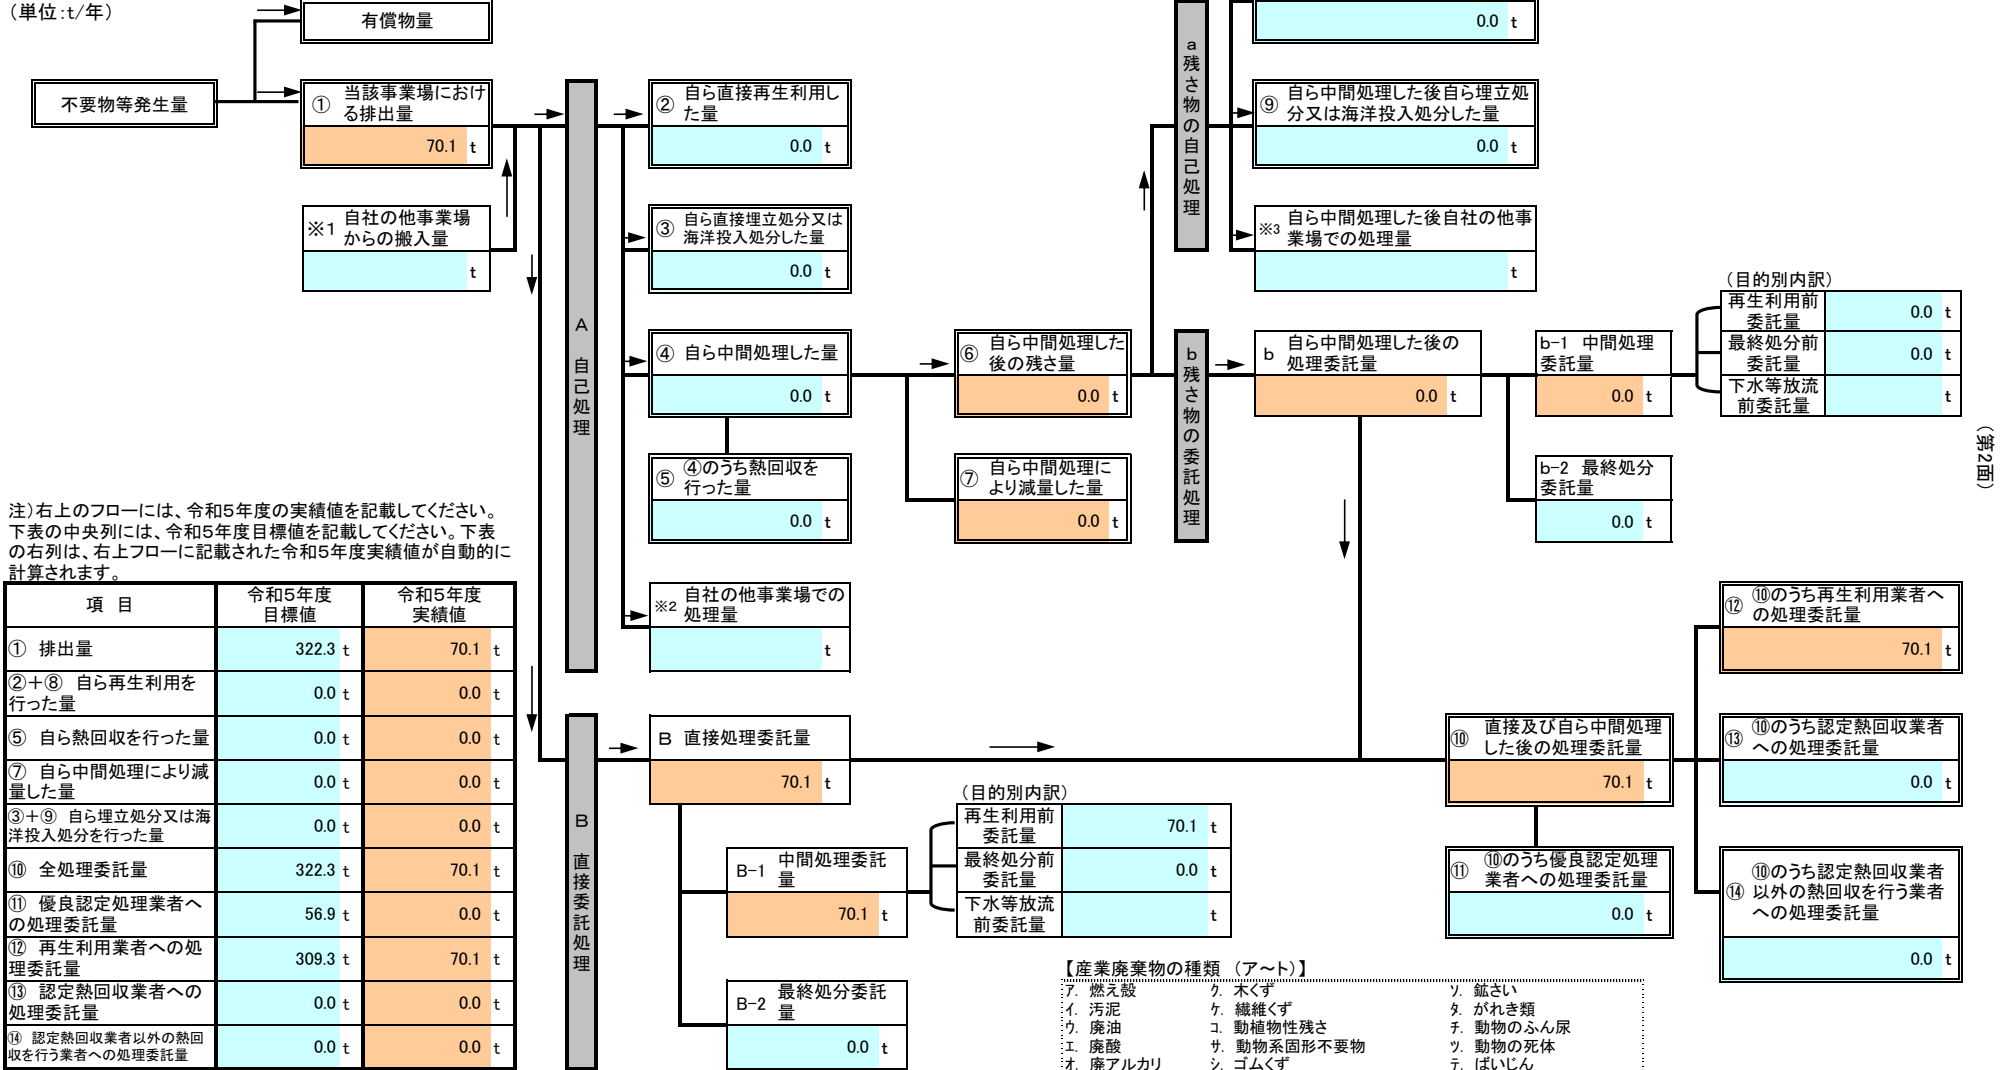 （単位:t/年）
有償物量
0.0 t
不要物等発生量
① 当該事業場におけ
る排出量
70.1 t
※1 自社の他事業場
からの搬入量
t
A 自己処理
② 自ら直接再生利用し
た量
0.0 t
③ 自ら直接埋立処分又は
海洋投入処分した量
0.0 t
④ 自ら中間処理した量
0.0 t
⑤ ④のうち熱回収を
行った量
0.0 t
※2 自社の他事業場での
処理量
t
⑥ 自ら中間処理した
後の残さ量
0.0 t
⑦ 自ら中間処理に
より減量した量
0.0 t
a残さ物の自己処理
⑨ 自ら中間処理した後自ら埋立処
分又は海洋投入処分した量
0.0 t
※3 自ら中間処理した後自社の他事
業場での処理量
t
b残さ物の委託処理
b 自ら中間処理した後の
処理委託量
0.0 t
b-1 中間処理
委託量
0.0 t
b-2 最終処分
委託量
0.0 t
（目的別内訳）
再生利用前
委託量
0.0 t
最終処分前
委託量
0.0 t
下水等放流
前委託量
t
（第2面）
注）右上のフローには、令和5年度の実績値を記載してください。
下表の中央列には、令和5年度目標値を記載してください。下表
の右列は、右上フローに記載された令和5年度実績値が自動的に
計算されます。
項 目
令和5年度
目標値
令和5年度
実績値
① 排出量 322.3 t 70.1 t
②＋⑧ 自ら再生利用を
行った量 0.0 t 0.0 t
⑤ 自ら熱回収を行った量 0.0 t 0.0 t
⑦ 自ら中間処理により減
量した量 0.0 t 0.0 t
③＋⑨ 自ら埋立処分又は海
洋投入処分を行った量 0.0 t 0.0 t
⑩ 全処理委託量 322.3 t 70.1 t
⑪ 優良認定処理業者へ
の処理委託量 56.9 t 0.0 t
⑫ 再生利用業者への処
理委託量 309.3 t 70.1 t
⑬ 認定熱回収業者への
処理委託量 0.0 t 0.0 t
⑭ 認定熱回収業者以外の熱回
収を行う業者への処理委託量 0.0 t 0.0 t
B 直接委託処理
B 直接処理委託量
70.1 t
B-1 中間処理委託
量
70.1 t
B-2 最終処分委託
量
0.0 t
（目的別内訳）
再生利用前
委託量
70.1 t
最終処分前
委託量
0.0 t
下水等放流
前委託量
t
⑩ 直接及び自ら中間処理
した後の処理委託量
70.1 t
⑪ ⑩のうち優良認定処理
業者への処理委託量
0.0 t
⑫ ⑩のうち再生利用業者へ
の処理委託量
70.1 t
⑬ ⑩のうち認定熱回収業者
への処理委託量
0.0 t
⑭ ⑩のうち認定熱回収業者
以外の熱回収を行う業者
への処理委託量
0.0 t
【産業廃棄物の種類 （ア～ト）】
ア. 燃え殻 ク. 木くず ソ. 鉱さい
イ. 汚泥 ケ. 繊維くず タ. がれき類
ウ. 廃油 コ. 動植物性残さ チ. 動物のふん尿
エ. 廃酸 サ. 動物系固形不要物 ツ. 動物の死体
オ. 廃アルカリ シ. ゴムくず テ. ばいじん